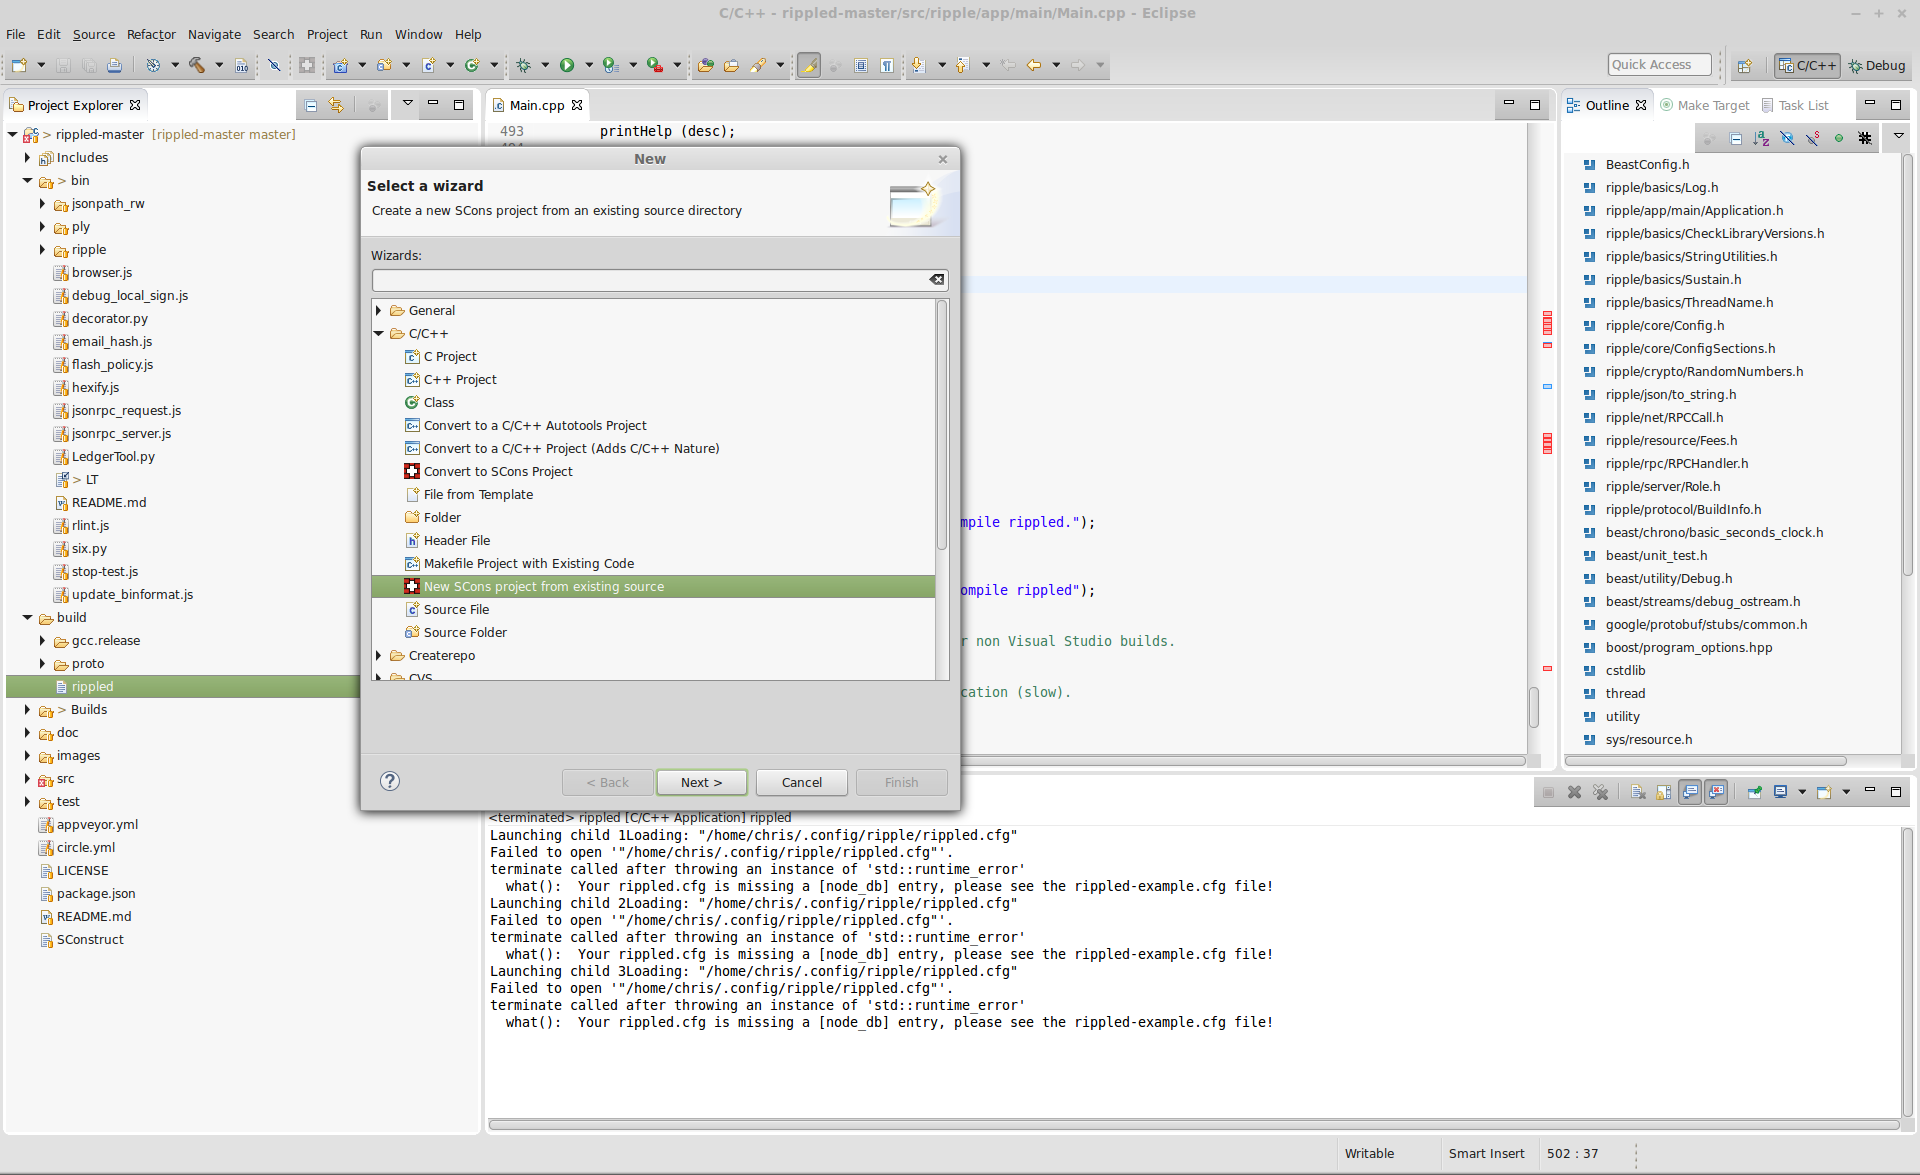 C/C++ - rippled-master/src/ripple/app/main/Main.cpp - Eclipse
File Edit Source Refactor Navigate Search Project Run Window Help
Quick Access
C/C++
Debug
Project Explorer
> rippled-master [rippled-master master]
Includes
> bin
jsonpath_rw
ply
ripple
browser.js
debug_local_sign.js
decorator.py
email_hash.js
flash_policy.js
hexify.js
jsonrpc_request.js
jsonrpc_server.js
LedgerTool.py
> LT
README.md
rlint.js
six.py
stop-test.js
update_binformat.js
build
gcc.release
proto
rippled
> Builds
doc
images
src
test
appveyor.yml
circle.yml
LICENSE
package.json
README.md
SConstruct
Main.cpp
493 printHelp (desc);
mpile rippled.");
ompile rippled");
r non Visual Studio builds.
cation (slow).
New
Select a wizard
Create a new SCons project from an existing source directory
Wizards:
General
C/C++
C Project
C++ Project
Class
Convert to a C/C++ Autotools Project
Convert to a C/C++ Project (Adds C/C++ Nature)
Convert to SCons Project
File from Template
Folder
Header File
Makefile Project with Existing Code
New SCons project from existing source
Source File
Source Folder
Createrepo
CVS
< Back
Next >
Cancel
Finish
Outline
Make Target
Task List
BeastConfig.h
ripple/basics/Log.h
ripple/app/main/Application.h
ripple/basics/CheckLibraryVersions.h
ripple/basics/StringUtilities.h
ripple/basics/Sustain.h
ripple/basics/ThreadName.h
ripple/core/Config.h
ripple/core/ConfigSections.h
ripple/crypto/RandomNumbers.h
ripple/json/to_string.h
ripple/net/RPCCall.h
ripple/resource/Fees.h
ripple/rpc/RPCHandler.h
ripple/server/Role.h
ripple/protocol/BuildInfo.h
beast/chrono/basic_seconds_clock.h
beast/unit_test.h
beast/utility/Debug.h
beast/streams/debug_ostream.h
google/protobuf/stubs/common.h
boost/program_options.hpp
cstdlib
thread
utility
sys/resource.h
<terminated> rippled [C/C++ Application] rippled
Launching child 1Loading: "/home/chris/.config/ripple/rippled.cfg"
Failed to open '"/home/chris/.config/ripple/rippled.cfg"'.
terminate called after throwing an instance of 'std::runtime_error'
what(): Your rippled.cfg is missing a [node_db] entry, please see the rippled-example.cfg file!
Launching child 2Loading: "/home/chris/.config/ripple/rippled.cfg"
Failed to open '"/home/chris/.config/ripple/rippled.cfg"'.
terminate called after throwing an instance of 'std::runtime_error'
what(): Your rippled.cfg is missing a [node_db] entry, please see the rippled-example.cfg file!
Launching child 3Loading: "/home/chris/.config/ripple/rippled.cfg"
Failed to open '"/home/chris/.config/ripple/rippled.cfg"'.
terminate called after throwing an instance of 'std::runtime_error'
what(): Your rippled.cfg is missing a [node_db] entry, please see the rippled-example.cfg file!
Writable
Smart Insert
502 : 37